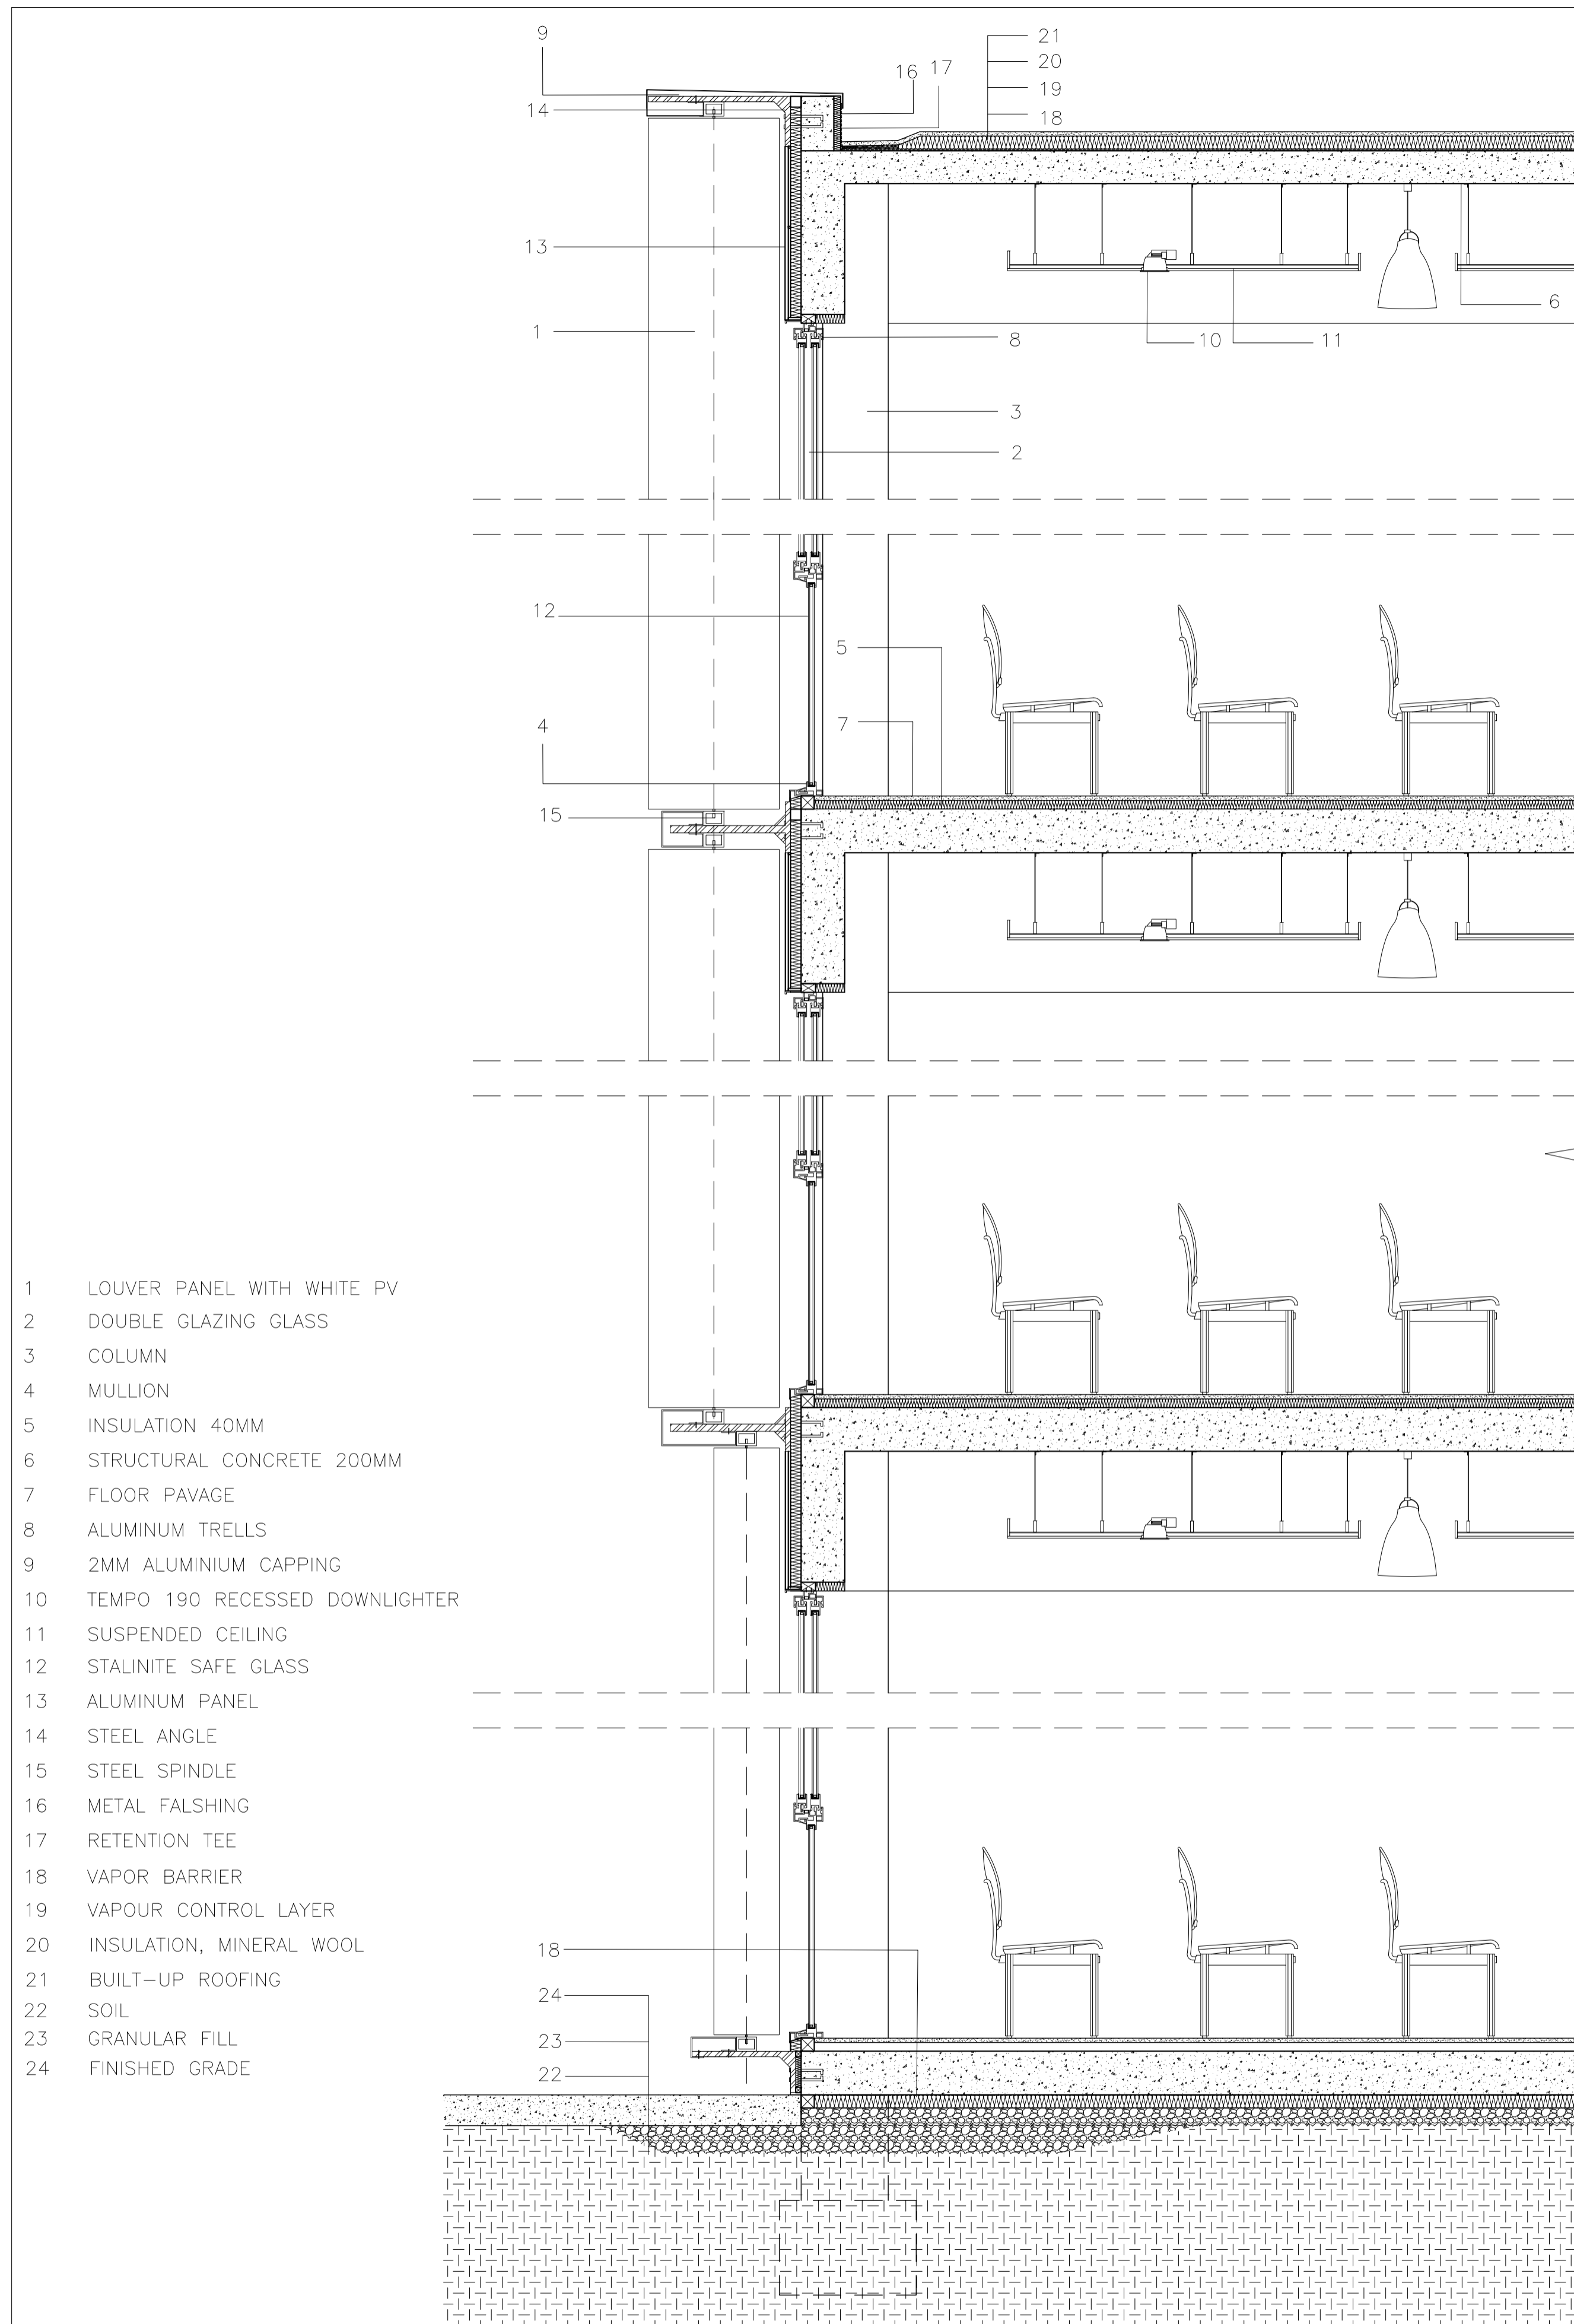 9
21
20
16 17
19
14
18
13
6
1
8
10
11
3
2
12
5
4
7
15
1 LOUVER PANEL WITH WHITE PV
2 DOUBLE GLAZING GLASS
3 COLUMN
4 MULLION
5 INSULATION 40MM
6 STRUCTURAL CONCRETE 200MM
7 FLOOR PAVAGE
8 ALUMINUM TRELLS
9 2MM ALUMINIUM CAPPING
10 TEMPO 190 RECESSED DOWNLIGHTER
11 SUSPENDED CEILING
12 STALINITE SAFE GLASS
13 ALUMINUM PANEL
14 STEEL ANGLE
15 STEEL SPINDLE
16 METAL FALSHING
17 RETENTION TEE
18 VAPOR BARRIER
19 VAPOUR CONTROL LAYER
20 INSULATION, MINERAL WOOL
21 BUILT-UP ROOFING
22 SOIL
23 GRANULAR FILL
24 FINISHED GRADE
18
24
23
22